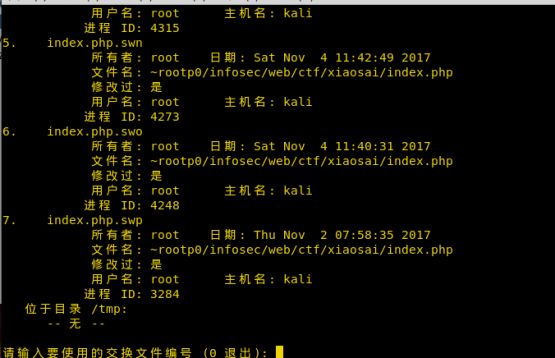 用户名: root 主机名: kali
进程 ID: 4315
5. index.php.swn
所有者: root 日期: Sat Nov 4 11:42:49 2017
文件名: ~rootp0/infosec/web/ctf/xiaosai/index.php
修改过: 是
用户名: root 主机名: kali
进程 ID: 4273
6. index.php.swo
所有者: root 日期: Sat Nov 4 11:40:31 2017
文件名: ~rootp0/infosec/web/ctf/xiaosai/index.php
修改过: 是
用户名: root 主机名: kali
进程 ID: 4248
7. index.php.swp
所有者: root 日期: Thu Nov 2 07:58:35 2017
文件名: ~rootp0/infosec/web/ctf/xiaosai/index.php
修改过: 是
用户名: root 主机名: kali
进程 ID: 3284
位于目录 /tmp:
-- 无 --
请输入要使用的交换文件编号 (0 退出):